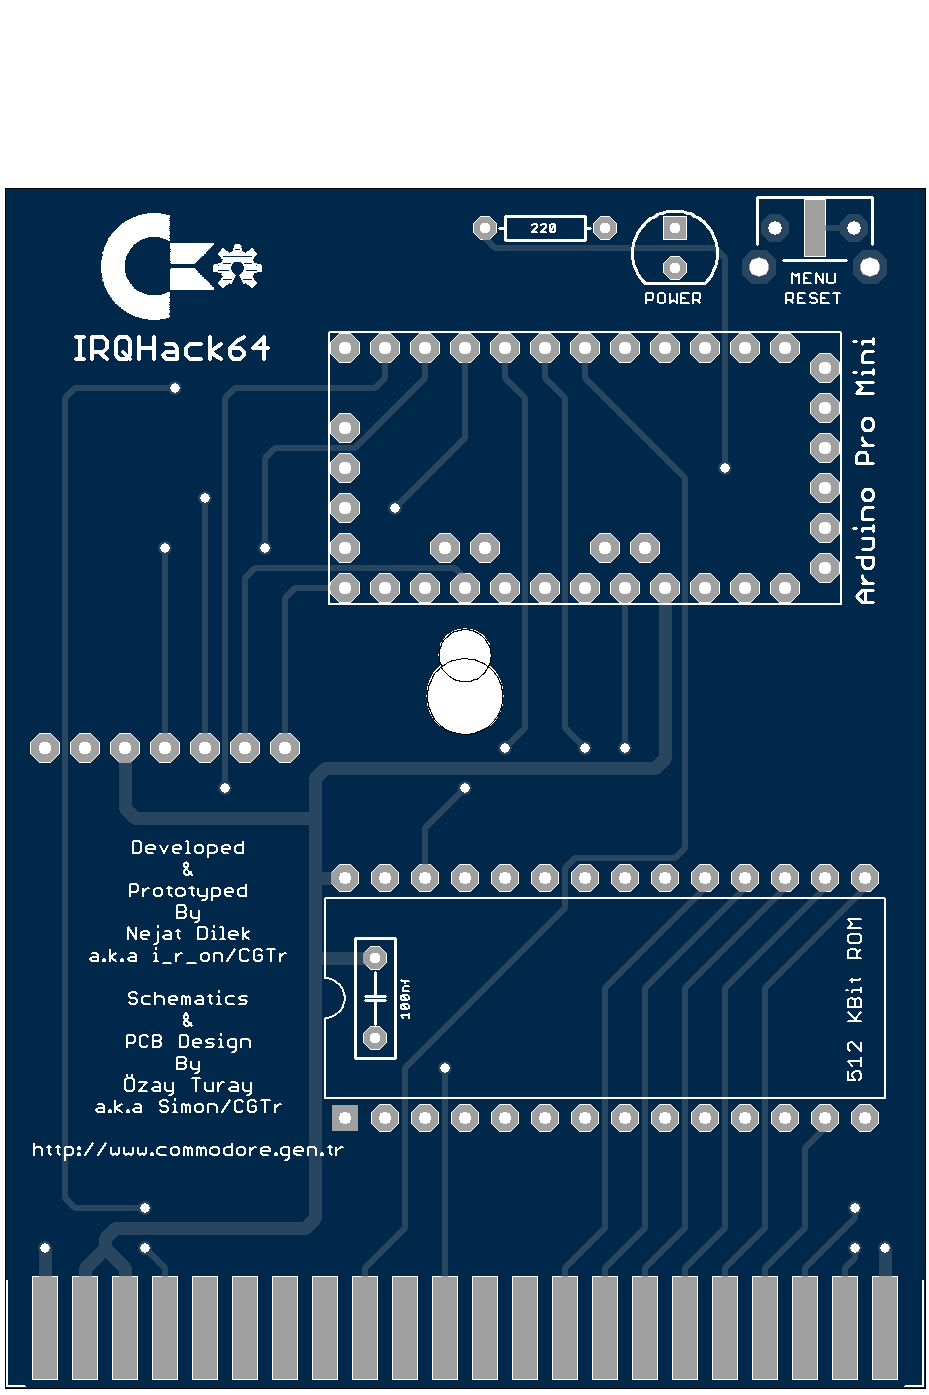 220
POWER
MENU
RESET
IRQHack64
Arduino Pro Mini
Developed
&
Prototyped
By
Nejat Dilek
a.k.a i_r_on/CGTr
Schematics
&
PCB Design
By
Özay Turay
a.k.a Simon/CGTr
http://www.commodore.gen.tr
100nf
512 KBit ROM